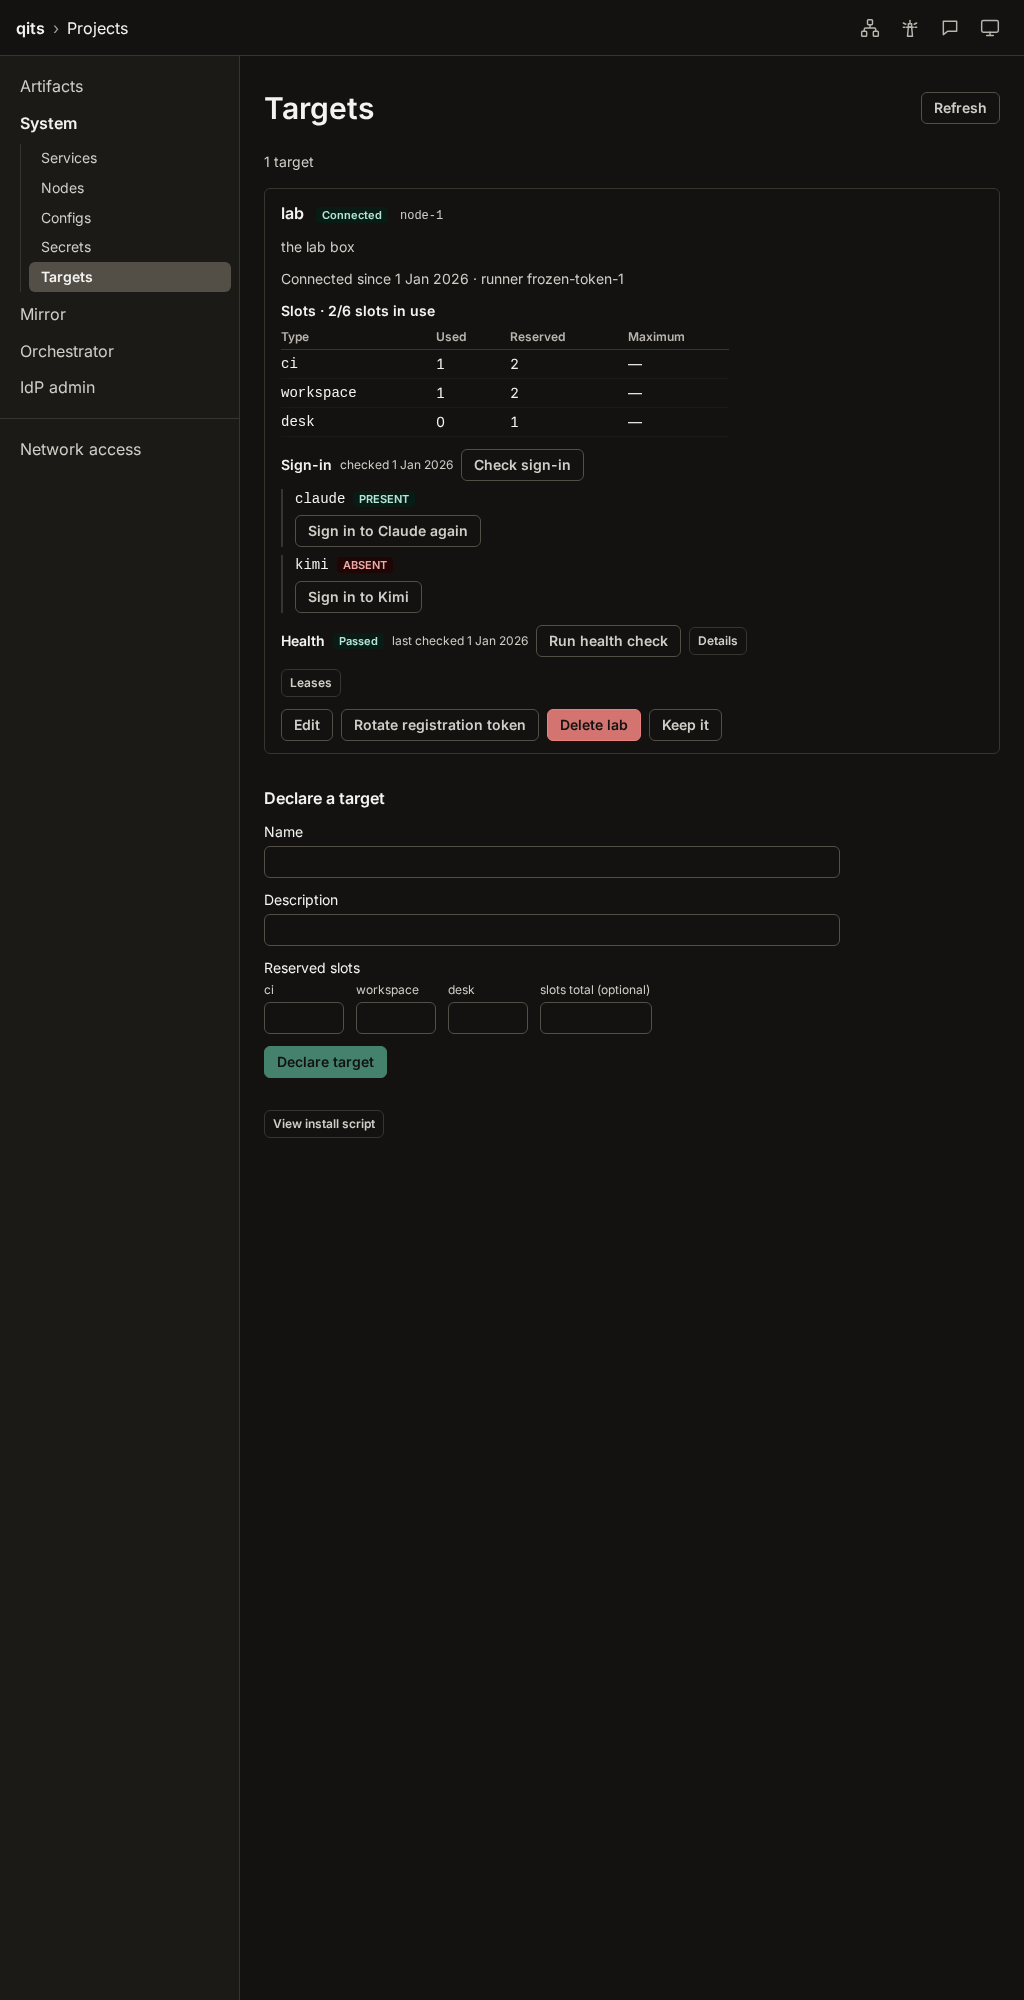 qits › Projects
Artifacts
System
Services
Nodes
Configs
Secrets
Targets
Mirror
Orchestrator
IdP admin
Network access
Targets
Refresh
1 target
lab Connected node-1
the lab box
Connected since 1 Jan 2026 · runner frozen-token-1
Slots · 2/6 slots in use
Type Used Reserved Maximum
ci 1 2 —
workspace 1 2 —
desk 0 1 —
Sign-in checked 1 Jan 2026 Check sign-in
claude PRESENT
Sign in to Claude again
kimi ABSENT
Sign in to Kimi
Health Passed last checked 1 Jan 2026 Run health check Details
Leases
Edit Rotate registration token Delete lab Keep it
Declare a target
Name
Description
Reserved slots
ci workspace desk slots total (optional)
Declare target
View install script